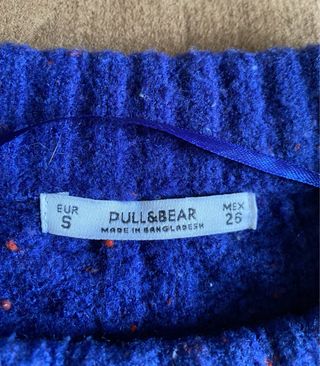 EUR S
PULL&BEAR
MADE IN BANGLADESH
MEX 26